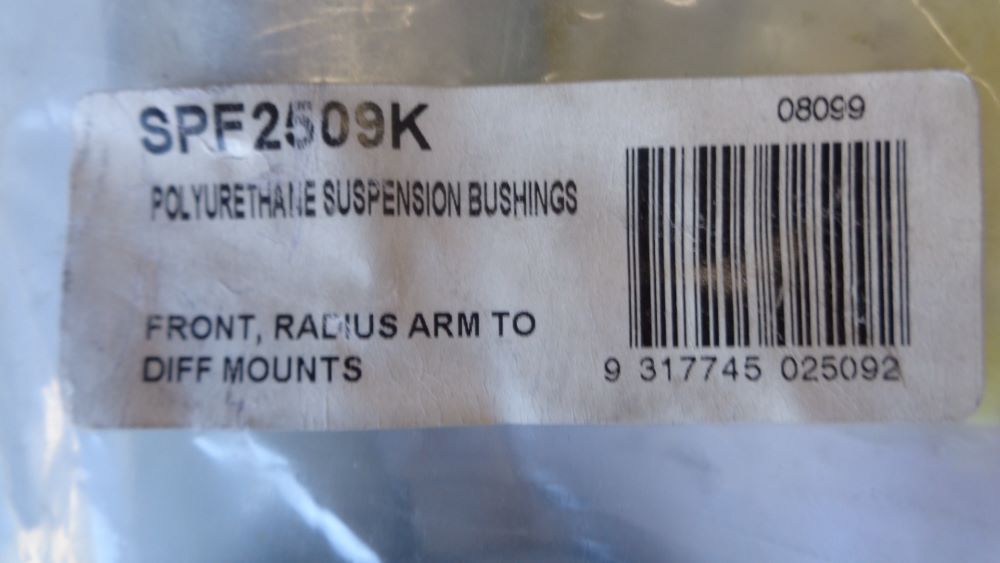 SPF2509K
08099
POLYURETHANE SUSPENSION BUSHINGS
FRONT, RADIUS ARM TO
DIFF MOUNTS
9 317745 025092